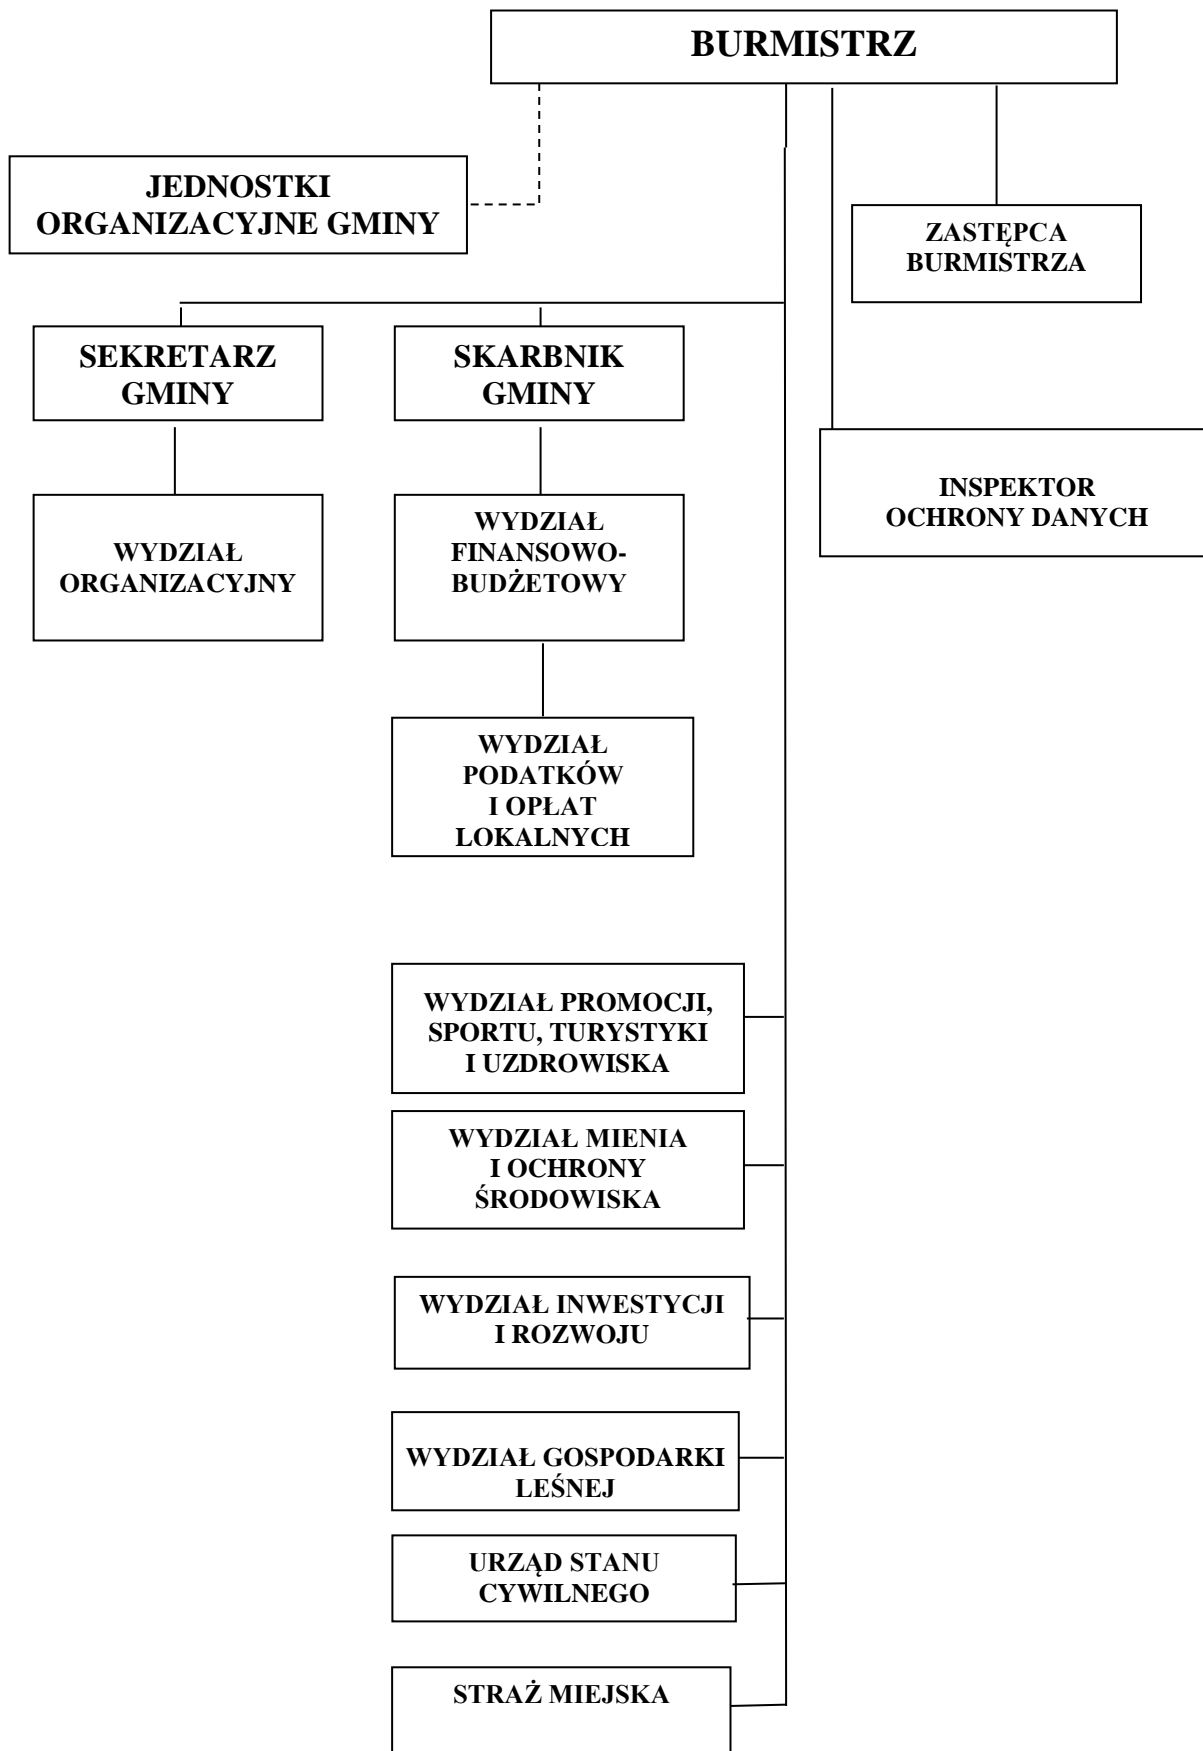 BURMISTRZ
JEDNOSTKI
ORGANIZACYJNE GMINY
ZASTĘPCA
BURMISTRZA
SEKRETARZ
GMINY
SKARBNIK
GMINY
INSPEKTOR
OCHRONY DANYCH
WYDZIAŁ
ORGANIZACYJNY
WYDZIAŁ
FINANSOWO-
BUDŻETOWY
WYDZIAŁ
PODATKÓW
I OPŁAT
LOKALNYCH
WYDZIAŁ PROMOCJI,
SPORTU, TURYSTYKI
I UZDROWISKA
WYDZIAŁ MIENIA
I OCHRONY
ŚRODOWISKA
WYDZIAŁ INWESTYCJI
I ROZWOJU
WYDZIAŁ GOSPODARKI
LEŚNEJ
URZĄD STANU
CYWILNEGO
STRAŻ MIEJSKA